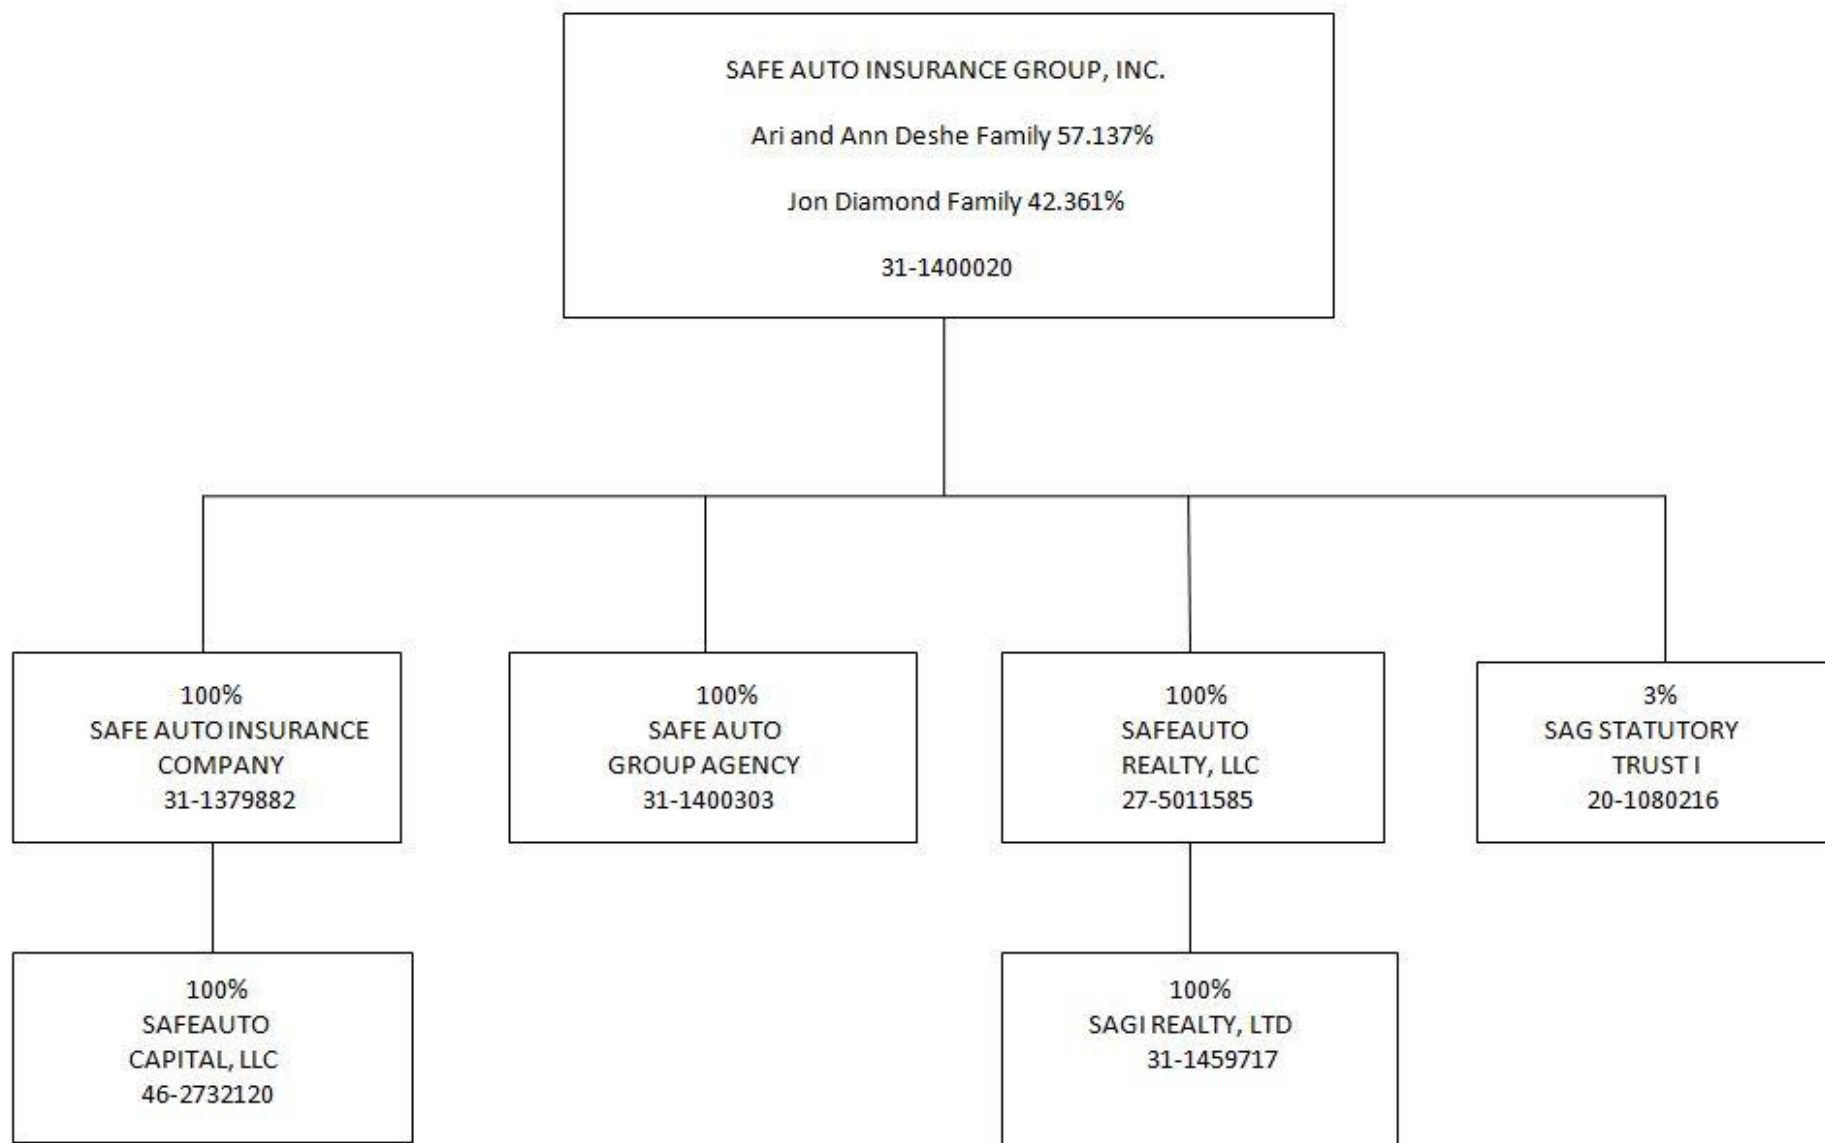 SAFE AUTO INSURANCE GROUP, INC.
Ari and Ann Deshe Family 57.137%
Jon Diamond Family 42.361%
31-1400020
100%
SAFE AUTO INSURANCE
COMPANY
31-1379882
100%
SAFE AUTO
GROUP AGENCY
31-1400303
100%
SAFEAUTO
REALTY, LLC
27-5011585
3%
SAG STATUTORY
TRUST I
20-1080216
100%
SAFEAUTO
CAPITAL, LLC
46-2732120
100%
SAGI REALTY, LTD
31-1459717